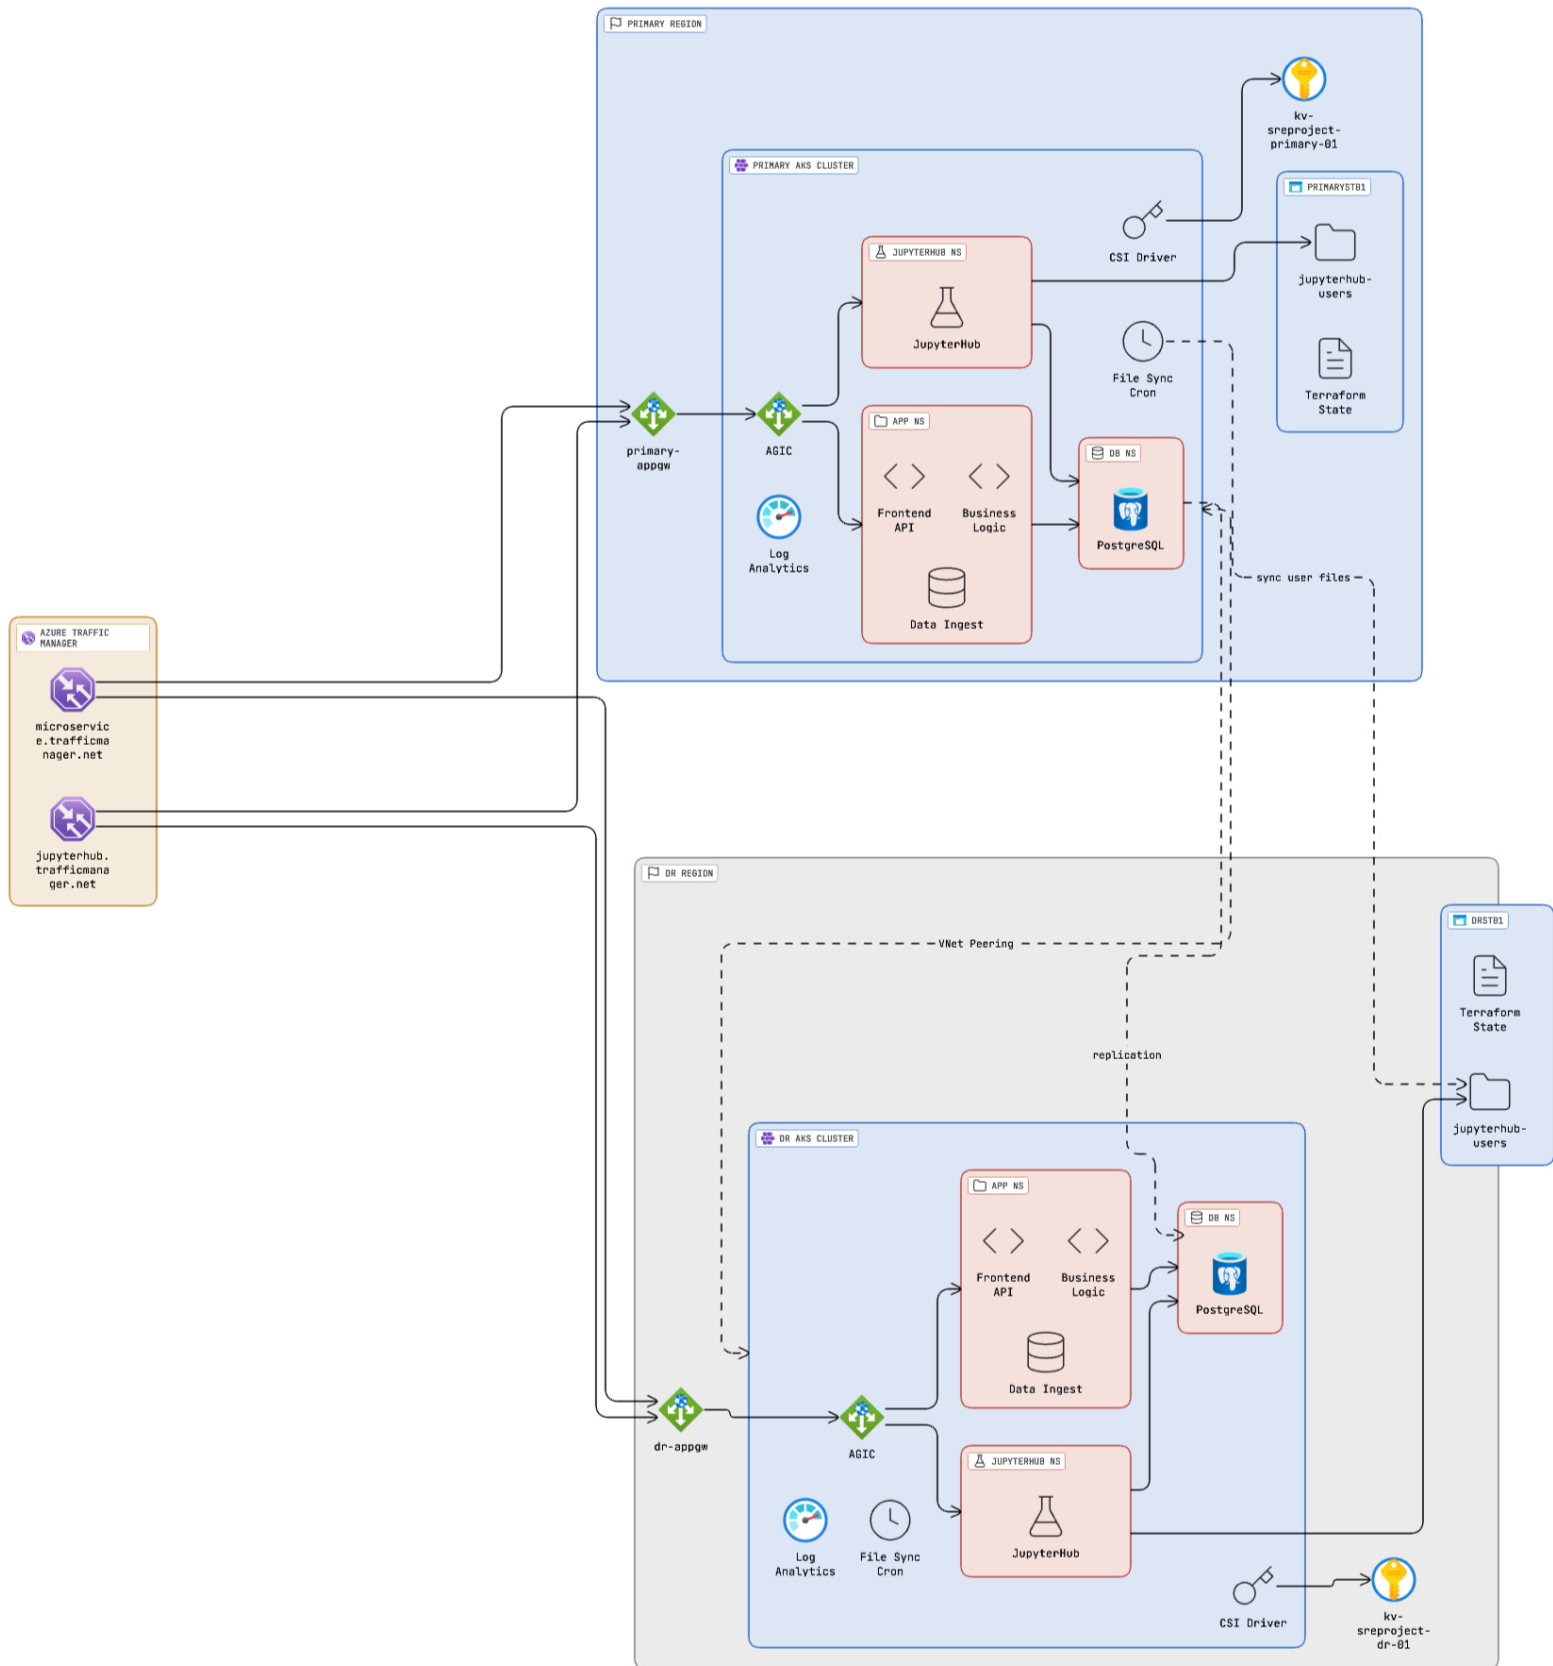 PRIMARY REGION
kv-
sreproject-
primary-01
PRIMARY AKS CLUSTER
PRIMARYST01
CSI Driver
JUPYTERHUB NS
JupyterHub
jupyterhub-
users
File Sync
Cron
Terraform
State
primary-
appgw
AGIC
APP NS
Frontend
API
Business
Logic
Data Ingest
DB NS
PostgreSQL
Log
Analytics
sync user files
AZURE TRAFFIC
MANAGER
microservic
e.trafficma
nager.net
jupyterhub.
trafficmana
ger.net
DR REGION
DRST01
VNet Peering
Terraform
State
replication
jupyterhub-
users
DR AKS CLUSTER
APP NS
Frontend
API
Business
Logic
Data Ingest
DB NS
PostgreSQL
dr-appgw
AGIC
JUPYTERHUB NS
JupyterHub
Log
Analytics
File Sync
Cron
CSI Driver
kv-
sreproject-
dr-01